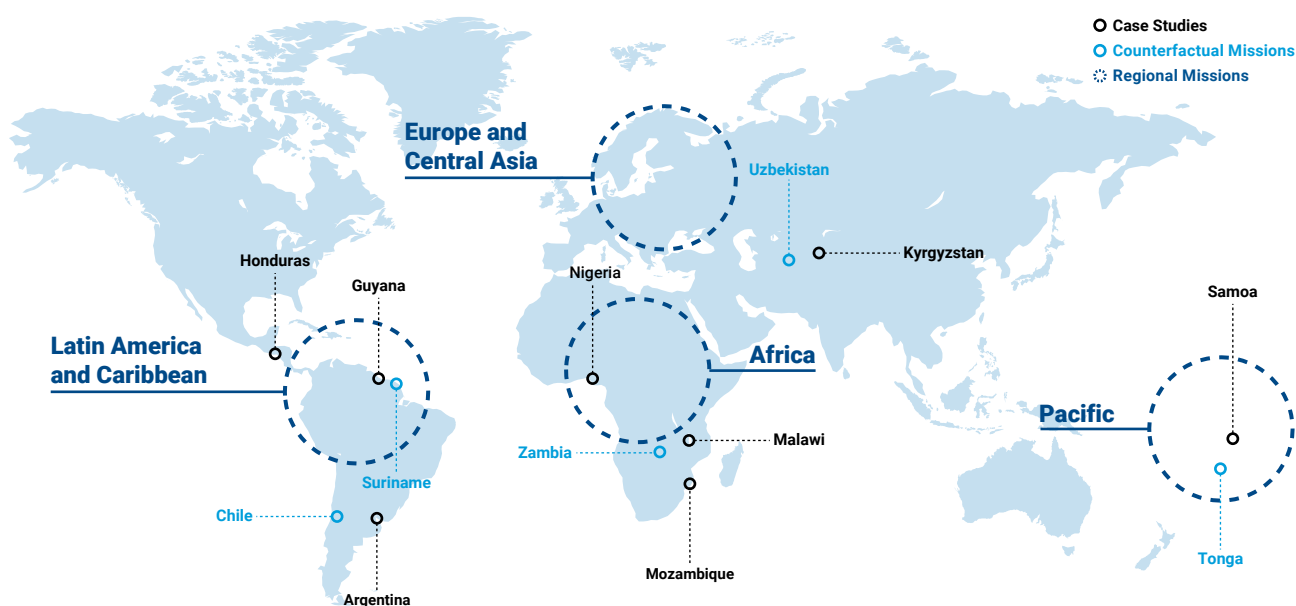 Case Studies
Counterfactual Missions
Regional Missions
Europe and
Central Asia
Uzbekistan
Kyrgyzstan
Honduras
Nigeria
Guyana
Samoa
Latin America
and Caribbean
Africa
Pacific
Malawi
Zambia
Suriname
Chile
Tonga
Mozambique
Argentina